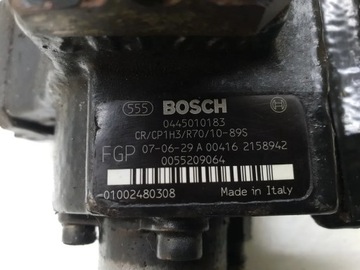 555 BOSCH
0445010183
CR/CP1H3/R70/10-89S
FGP 07-06-29 A 00416 2158942
0055209064
01002480308 Made in Italy